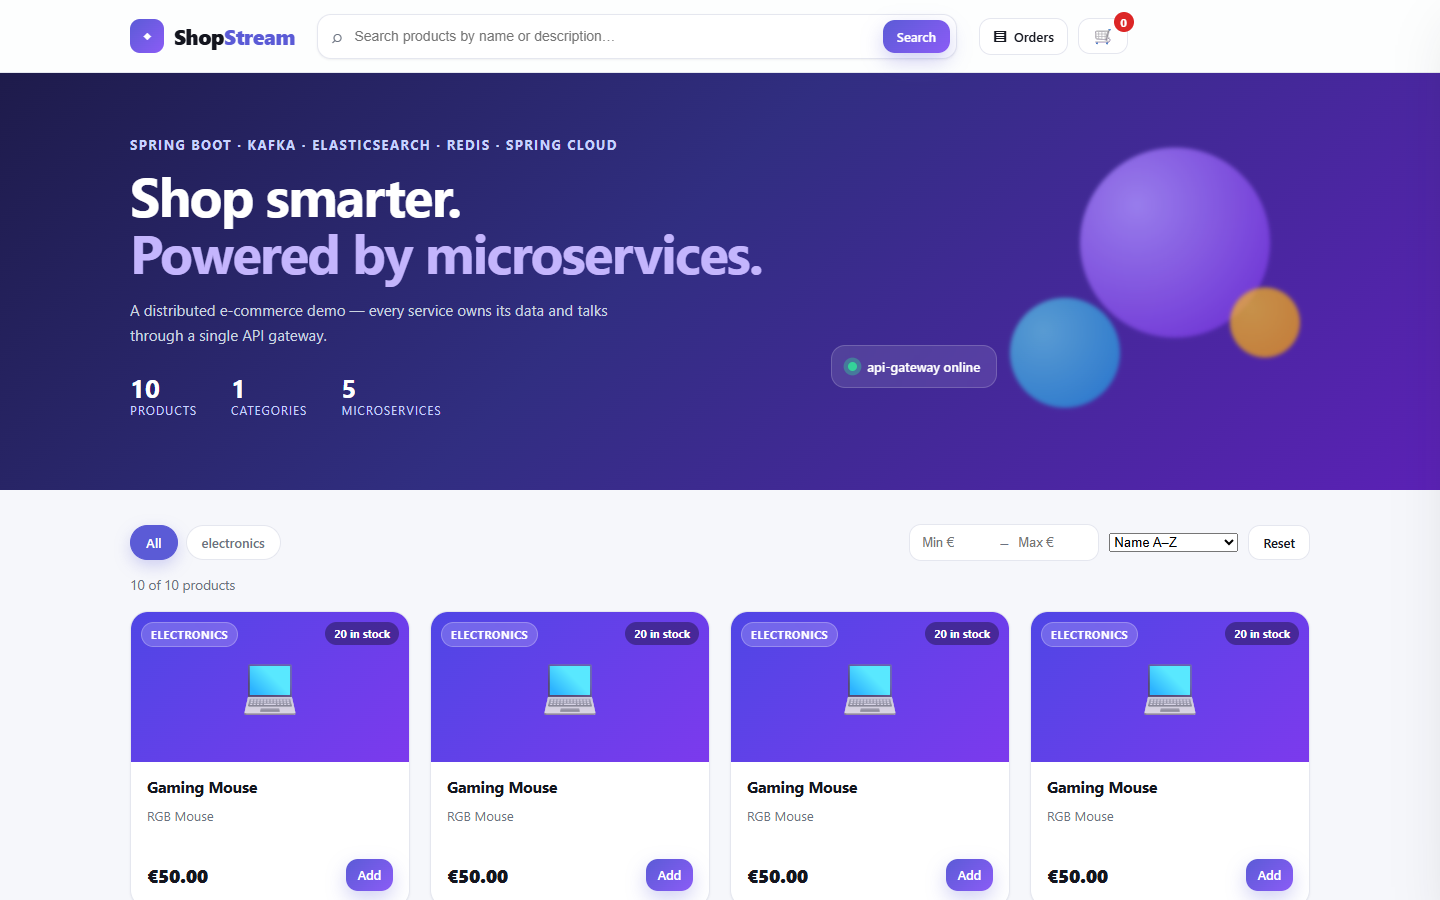 ShopStream
Search products by name or description...
Search
Orders
0
SPRING BOOT · KAFKA · ELASTICSEARCH · REDIS · SPRING CLOUD
Shop smarter.
Powered by microservices.
A distributed e-commerce demo — every service owns its data and talks
through a single API gateway.
api-gateway online
10 1 5
PRODUCTS CATEGORIES MICROSERVICES
All electronics Min € – Max € Name A–Z Reset
10 of 10 products
ELECTRONICS 20 in stock ELECTRONICS 20 in stock ELECTRONICS 20 in stock ELECTRONICS 20 in stock
Gaming Mouse Gaming Mouse Gaming Mouse Gaming Mouse
RGB Mouse RGB Mouse RGB Mouse RGB Mouse
€50.00 Add €50.00 Add €50.00 Add €50.00 Add